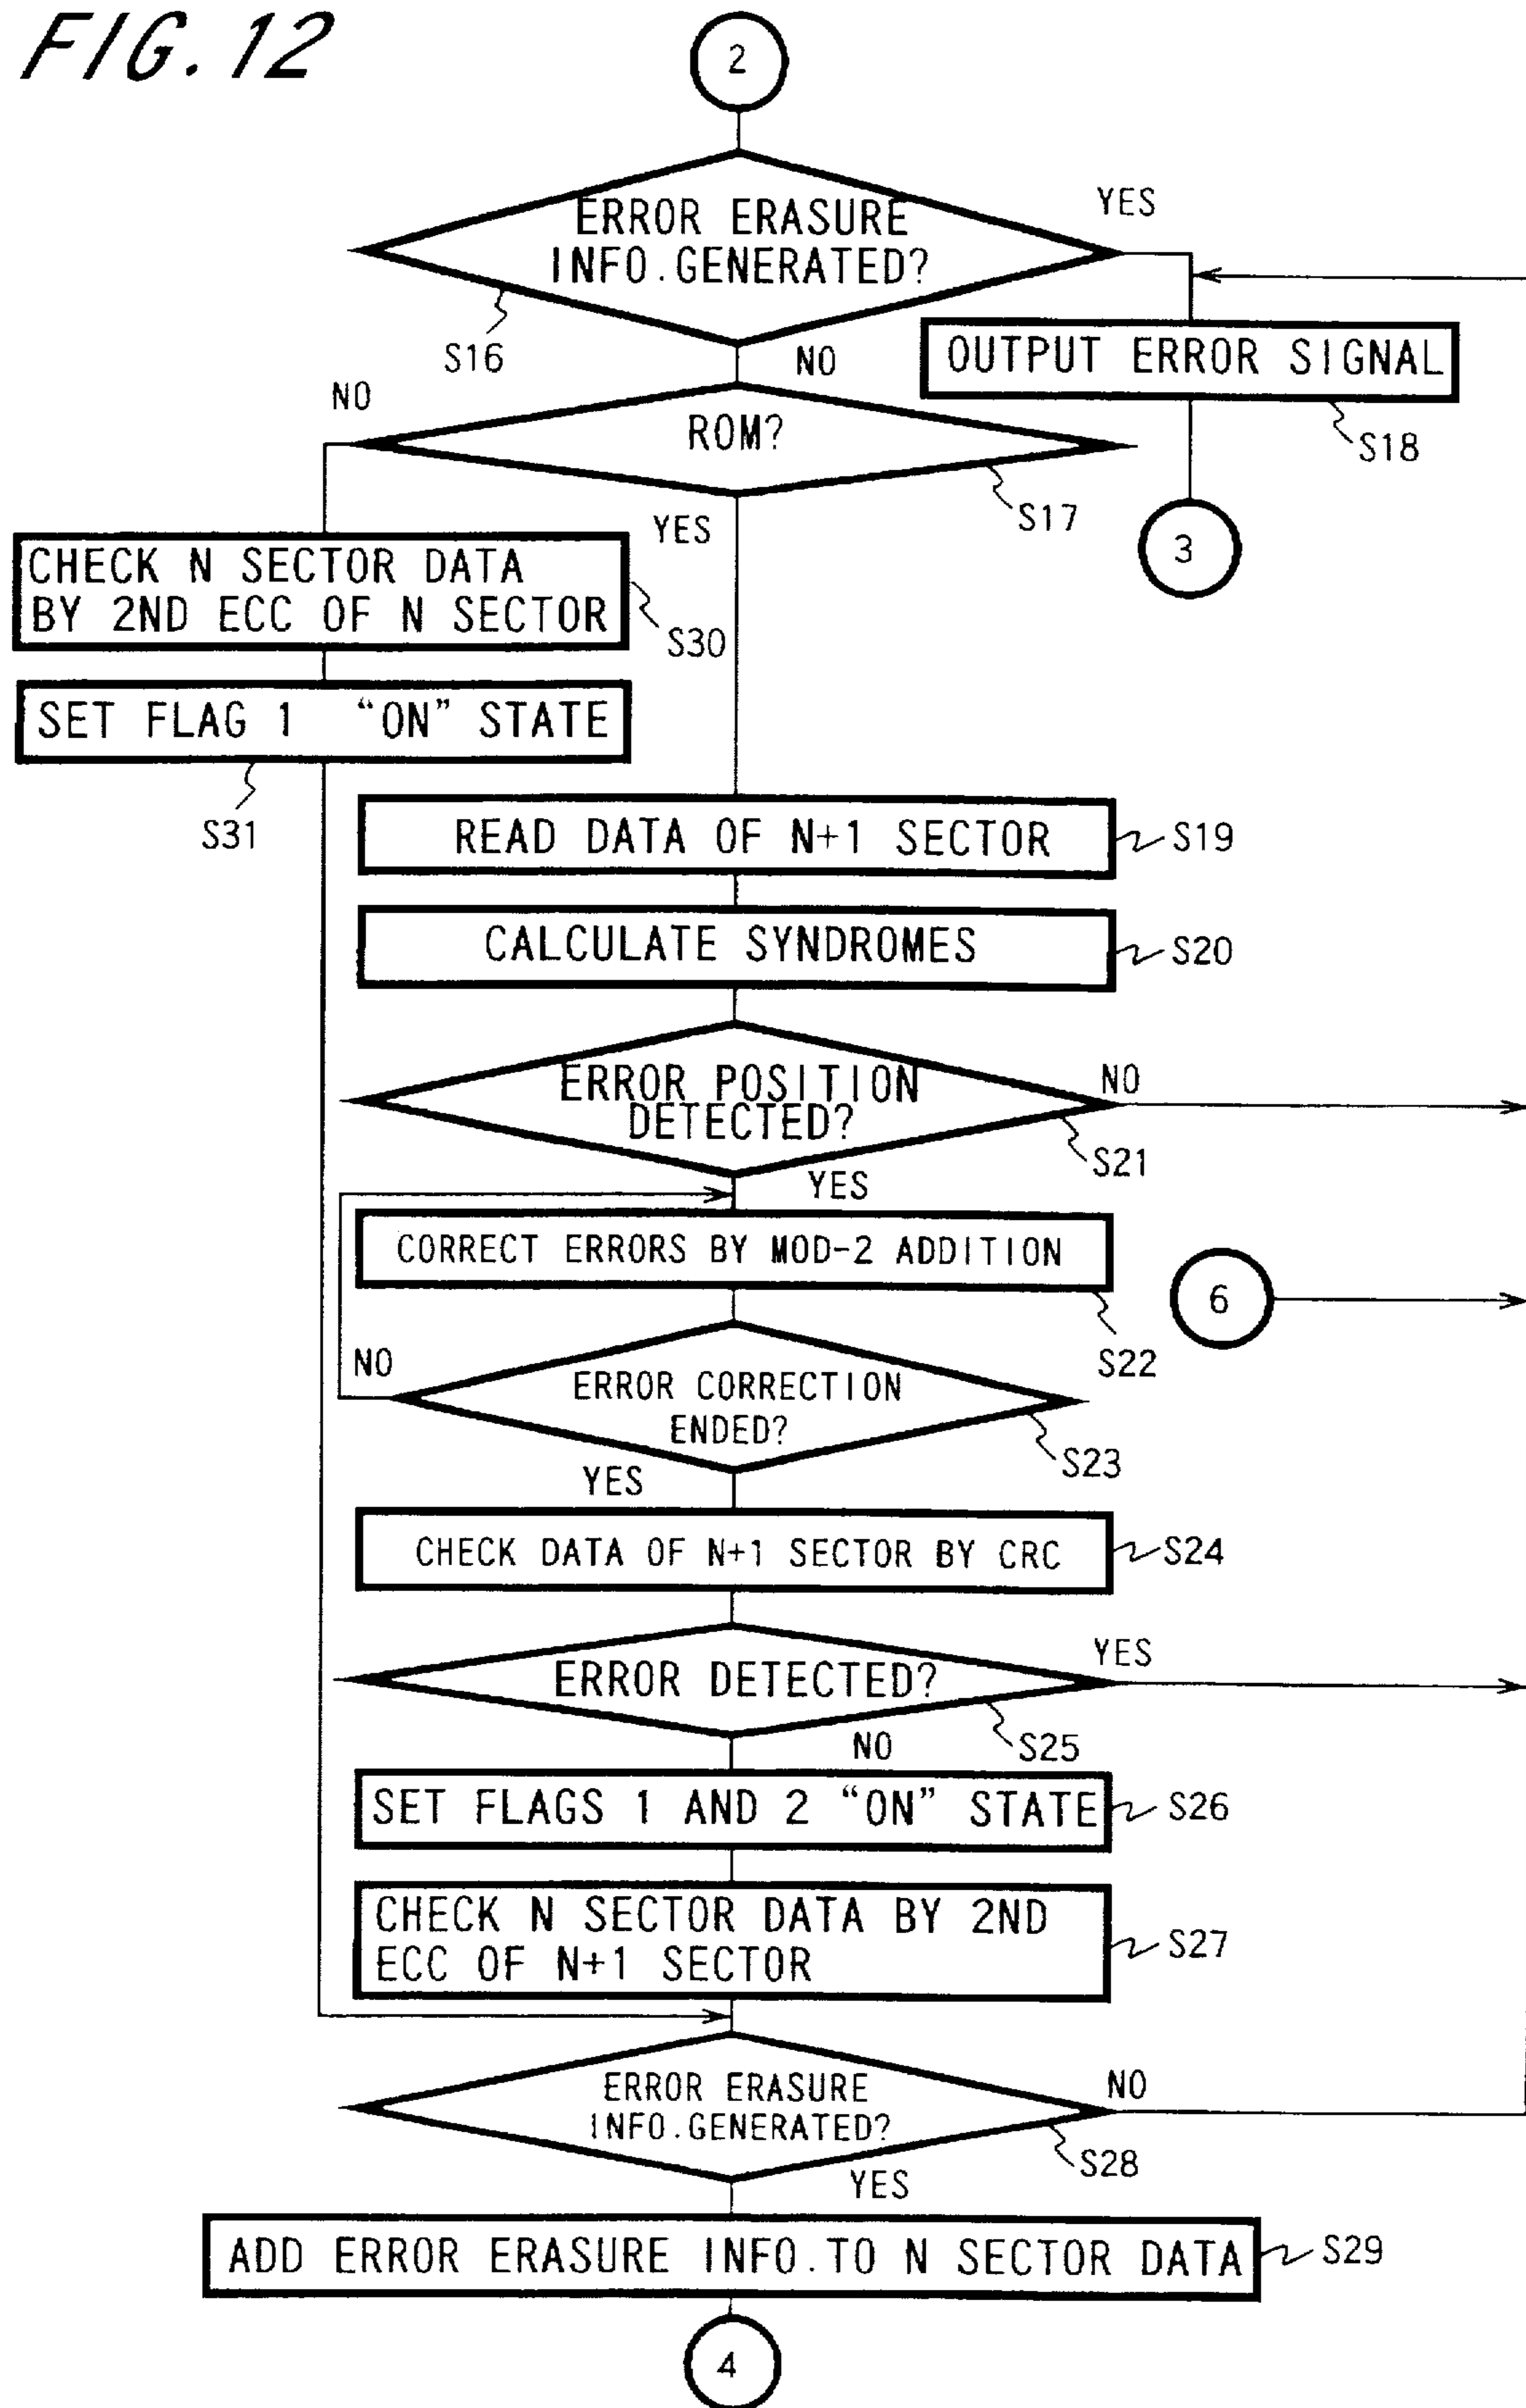 FIG. 12
2
ERROR ERASURE
INFO.GENERATED?
YES
S16
NO
OUTPUT ERROR SIGNAL
S18
3
NO
ROM?
S17
YES
CHECK N SECTOR DATA
BY 2ND ECC OF N SECTOR
S30
SET FLAG 1 “ON” STATE
S31
READ DATA OF N+1 SECTOR
S19
CALCULATE SYNDROMES
S20
ERROR POSITION
DETECTED?
NO
S21
YES
CORRECT ERRORS BY MOD-2 ADDITION
S22
6
NO
ERROR CORRECTION
ENDED?
S23
YES
CHECK DATA OF N+1 SECTOR BY CRC
S24
ERROR DETECTED?
YES
S25
NO
SET FLAGS 1 AND 2 “ON” STATE
S26
CHECK N SECTOR DATA BY 2ND
ECC OF N+1 SECTOR
S27
ERROR ERASURE
INFO.GENERATED?
NO
S28
YES
ADD ERROR ERASURE INFO.TO N SECTOR DATA
S29
4